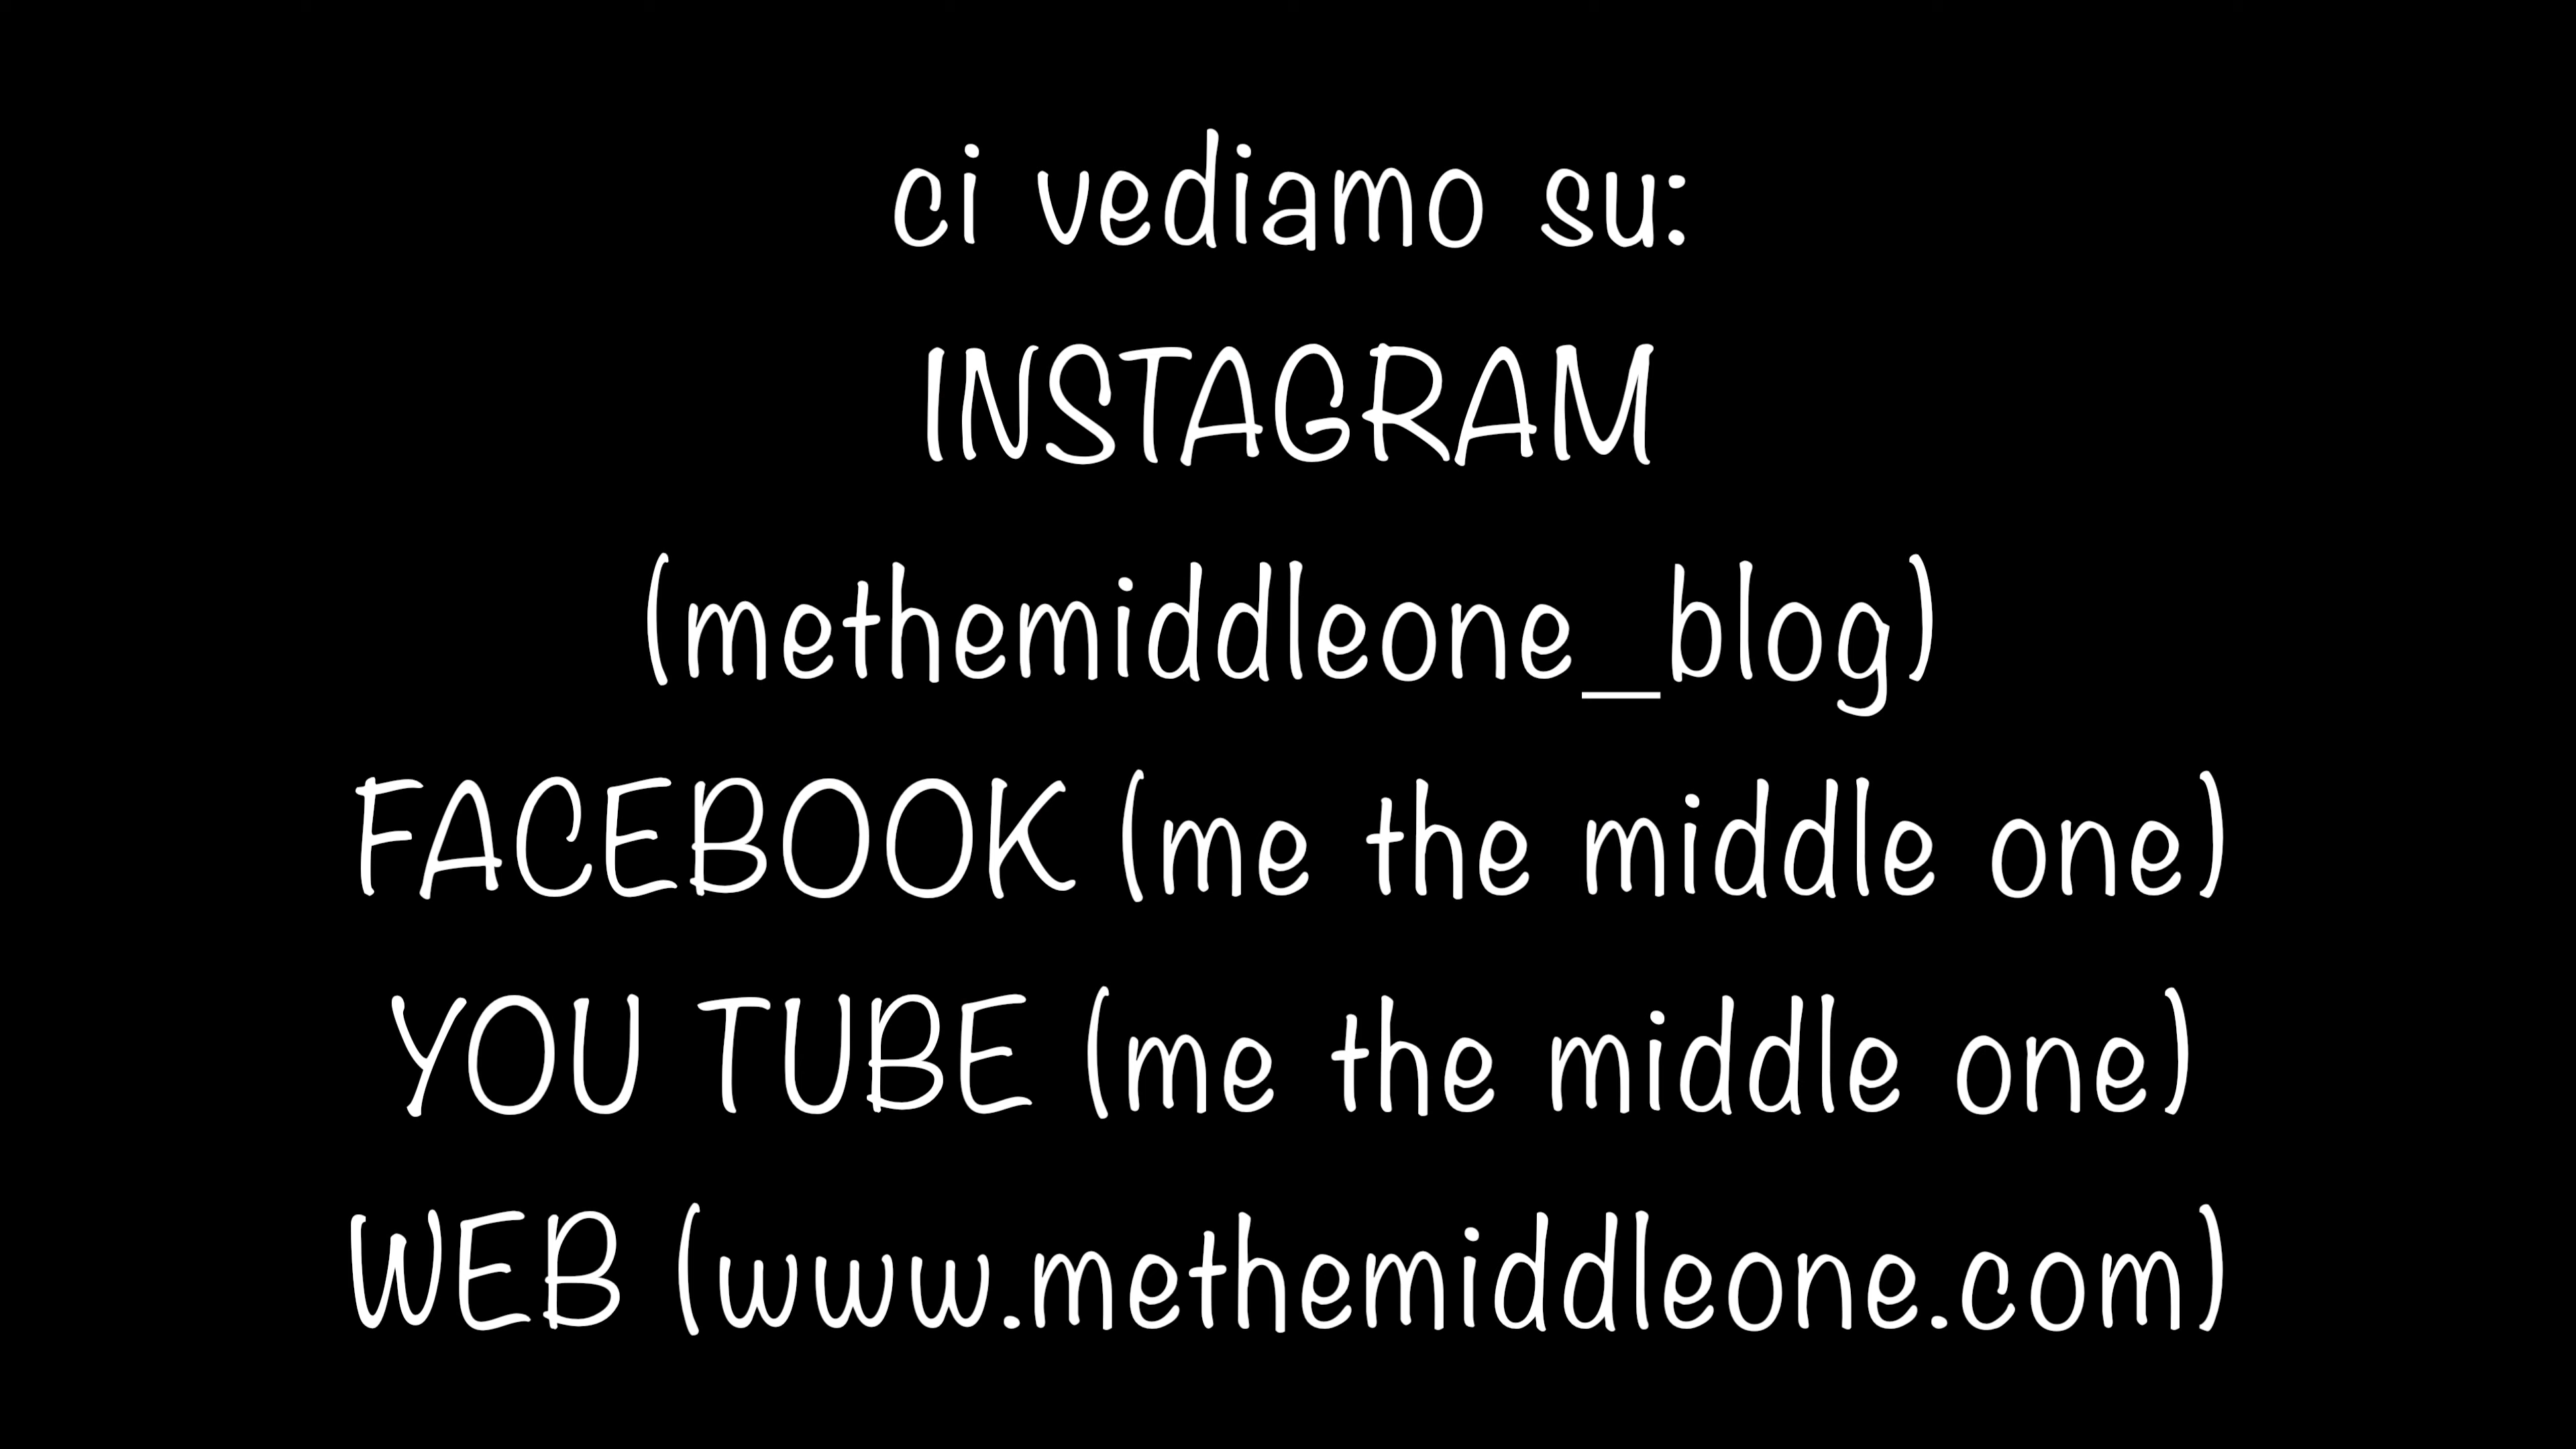 ci vediamo su:
INSTAGRAM
(methemiddleone_blog)
FACEBOOK (me the middle one)
YOU TUBE (me the middle one)
WEB (www.methemiddleone.com)